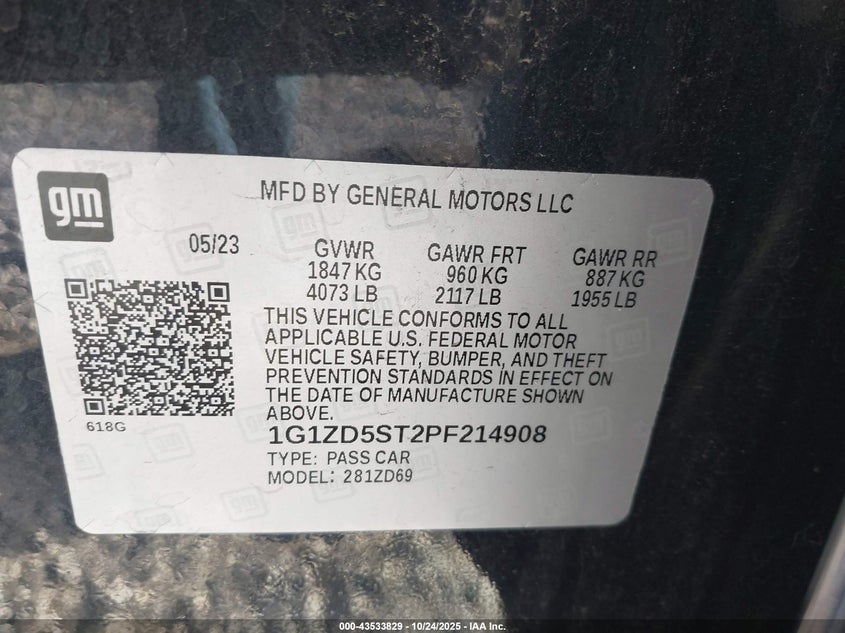 gm
MFD BY GENERAL MOTORS LLC
05/23 GVWR GAWR FRT GAWR RR
1847 KG 960 KG 887 KG
4073 LB 2117 LB 1955 LB
THIS VEHICLE CONFORMS TO ALL
APPLICABLE U.S. FEDERAL MOTOR
VEHICLE SAFETY, BUMPER, AND THEFT
PREVENTION STANDARDS IN EFFECT ON
THE DATE OF MANUFACTURE SHOWN
ABOVE.
618G
1G1ZD5ST2PF214908
TYPE: PASS CAR
MODEL: 281ZD69
000-43533829 - 10/24/2025 - IAA Inc.